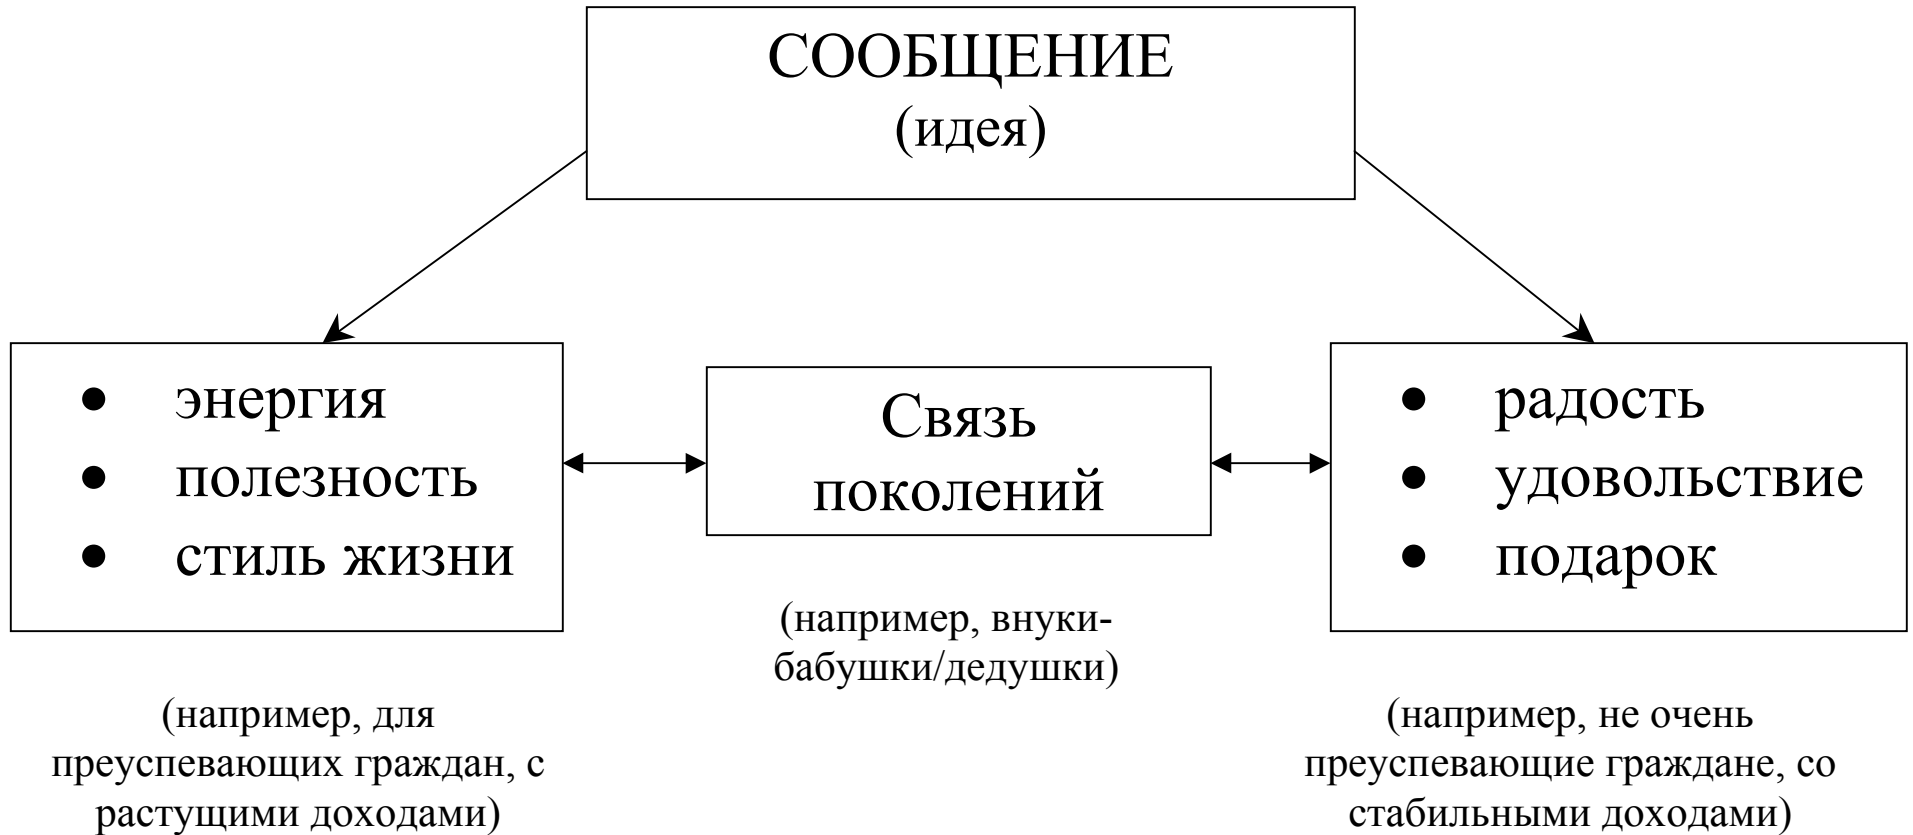 СООБЩЕНИЕ
(идея)
• энергия
• полезность
• стиль жизни
(например, для
преуспевающих граждан, с
растущими доходами)
Связь
поколений
(например, внуки-
бабушки/дедушки)
• радость
• удовольствие
• подарок
(например, не очень
преуспевающие граждане, со
стабильными доходами)